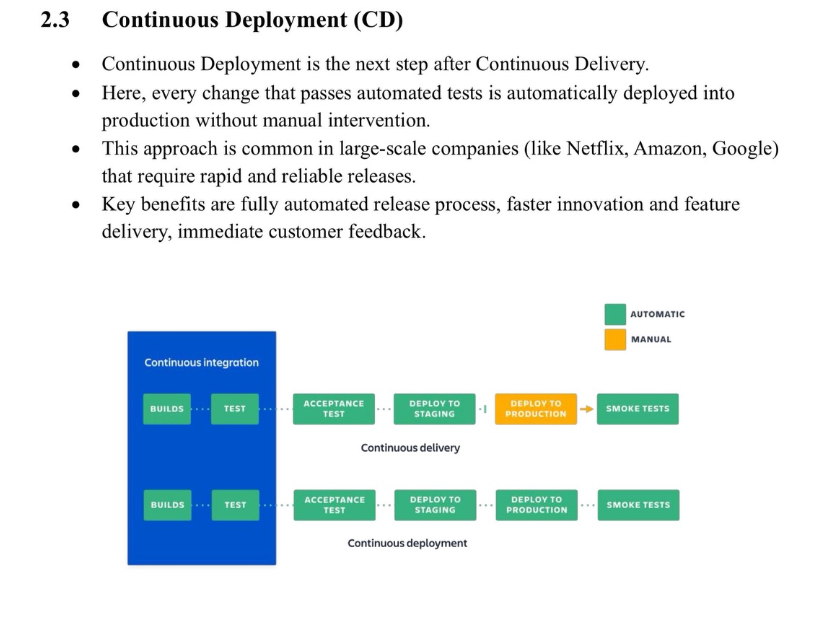 2.3 Continuous Deployment (CD)
• Continuous Deployment is the next step after Continuous Delivery.
• Here, every change that passes automated tests is automatically deployed into
production without manual intervention.
• This approach is common in large-scale companies (like Netflix, Amazon, Google)
that require rapid and reliable releases.
• Key benefits are fully automated release process, faster innovation and feature
delivery, immediate customer feedback.
AUTOMATIC
MANUAL
Continuous integration
BUILDS
TEST
ACCEPTANCE
TEST
DEPLOY TO
STAGING
DEPLOY TO
PRODUCTION
SMOKE TESTS
Continuous delivery
BUILDS
TEST
ACCEPTANCE
TEST
DEPLOY TO
STAGING
DEPLOY TO
PRODUCTION
SMOKE TESTS
Continuous deployment